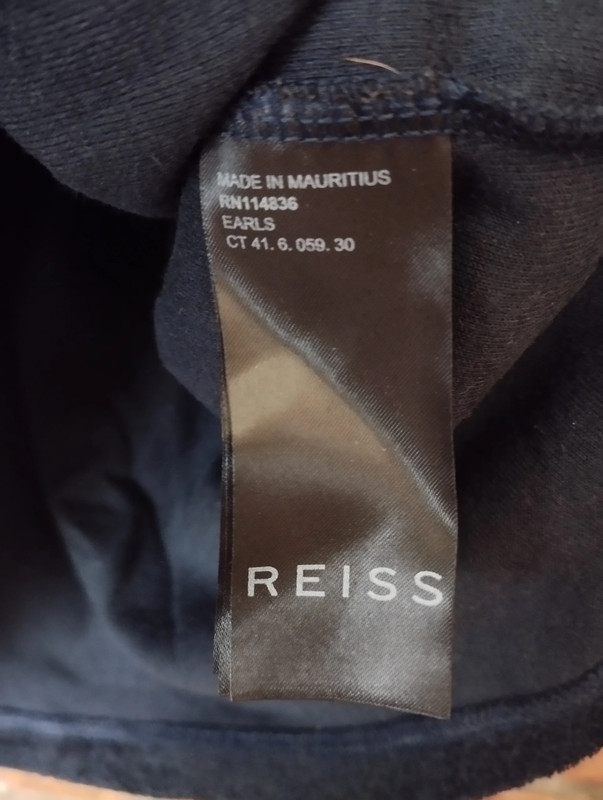 MADE IN MAURITIUS
RN114836
EARLS
CT 41. 6. 059. 30
REISS